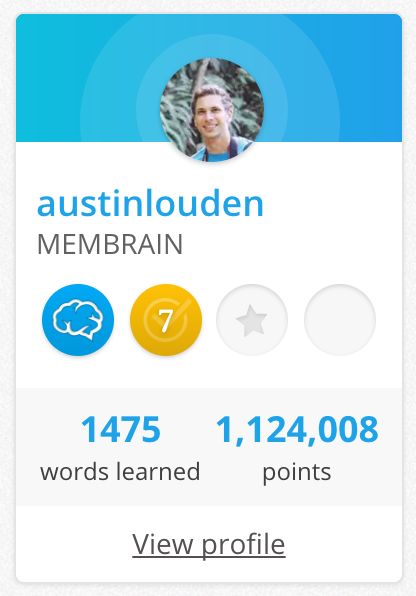 austinlouden
MEMBRAIN
7
1475 1,124,008
words learned points
View profile